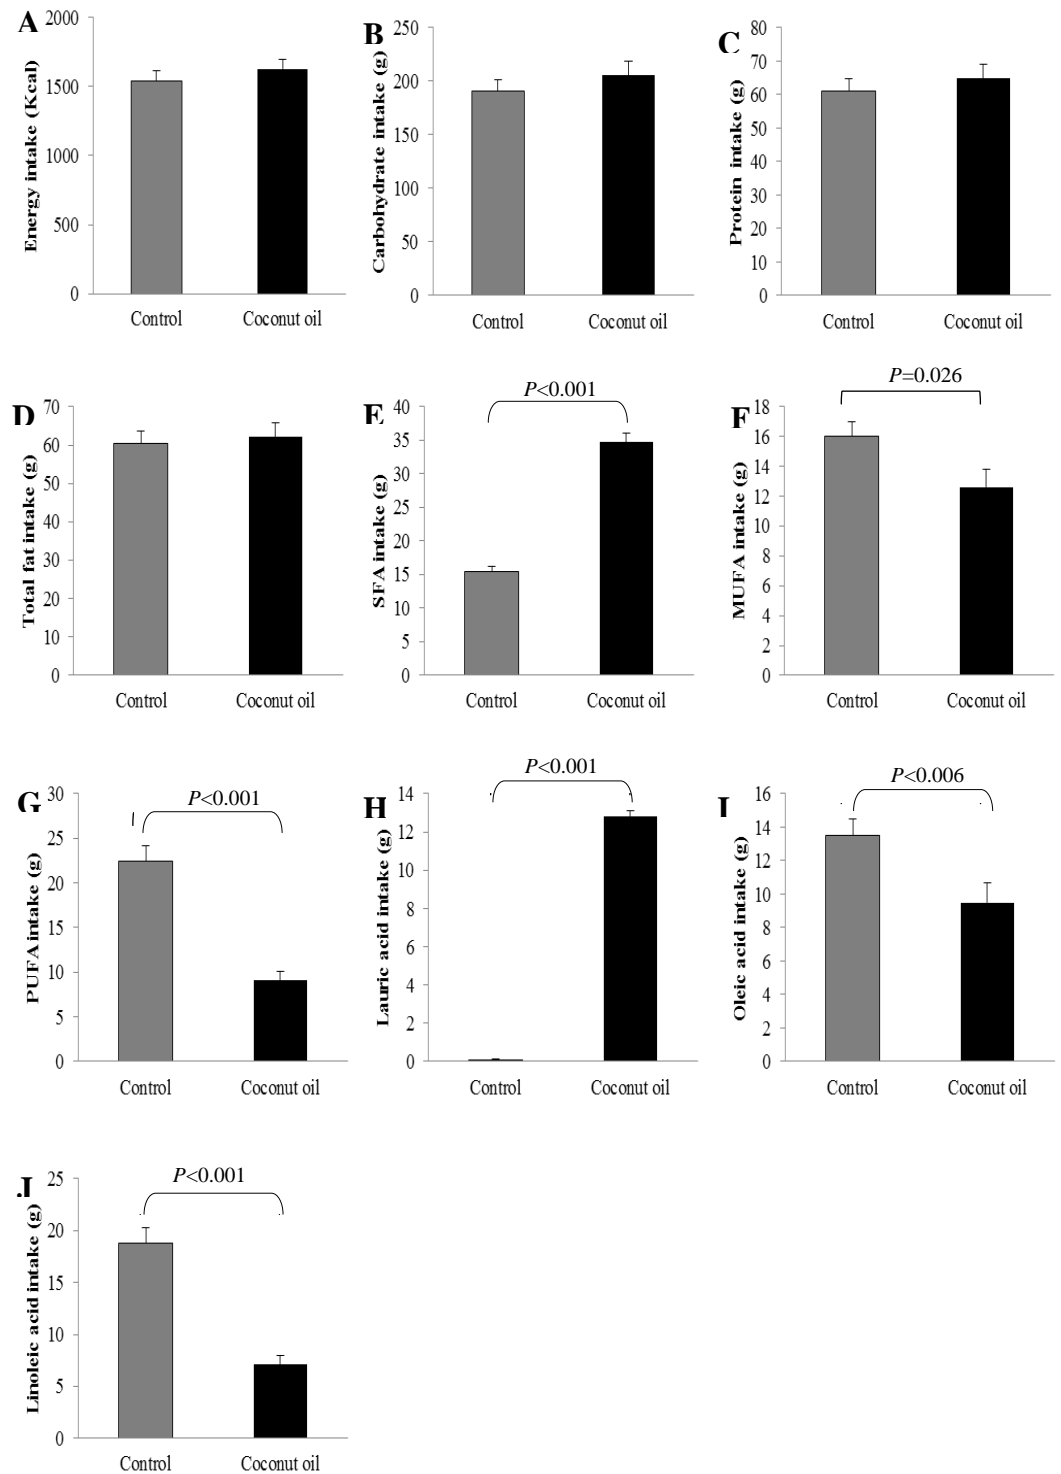 A
Energy intake (Kcal)
2000
1500
1000
500
0
Control Coconut oil
B
Carbohydrate intake (g)
250
200
150
100
50
0
Control Coconut oil
C
Protein intake (g)
80
70
60
50
40
30
20
10
0
Control Coconut oil
D
Total fat intake (g)
70
60
50
40
30
20
10
0
Control Coconut oil
E
P<0.001
SFA intake (g)
40
35
30
25
20
15
10
5
0
Control Coconut oil
F
P=0.026
MUFA intake (g)
18
16
14
12
10
8
6
4
2
0
Control Coconut oil
G
P<0.001
PUFA intake (g)
30
25
20
15
10
5
0
Control Coconut oil
H
P<0.001
Lauric acid intake (g)
14
12
10
8
6
4
2
0
Control Coconut oil
I
P<0.006
Oleic acid intake (g)
16
14
12
10
8
6
4
2
0
Control Coconut oil
J
P<0.001
Linoleic acid intake (g)
25
20
15
10
5
0
Control Coconut oil